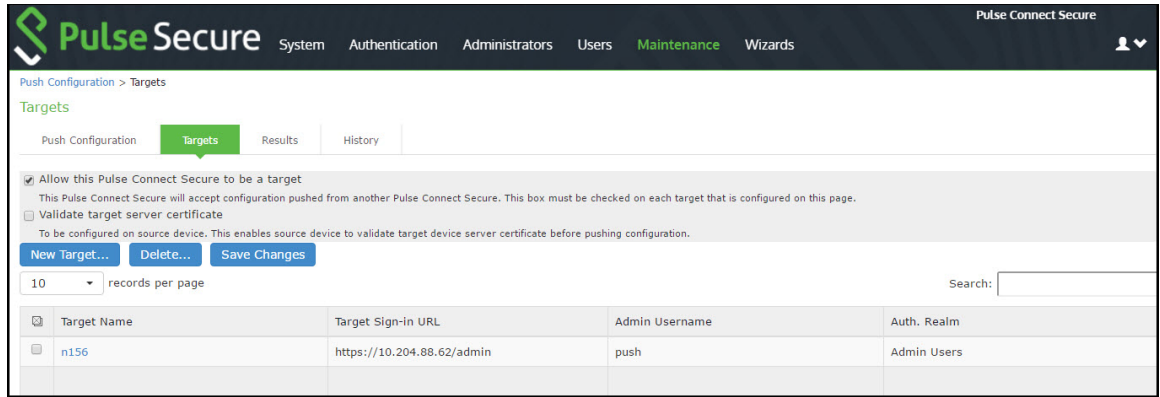 Pulse Connect Secure
Pulse Secure System Authentication Administrators Users Maintenance Wizards
Push Configuration > Targets
Targets
Push Configuration Targets Results History
Allow this Pulse Connect Secure to be a target
This Pulse Connect Secure will accept configuration pushed from another Pulse Connect Secure. This box must be checked on each target that is configured on this page.
Validate target server certificate
To be configured on source device. This enables source device to validate target device server certificate before pushing configuration.
New Target... Delete... Save Changes
10 records per page Search:
Target Name Target Sign-in URL Admin Username Auth. Realm
n156 https://10.204.88.62/admin push Admin Users